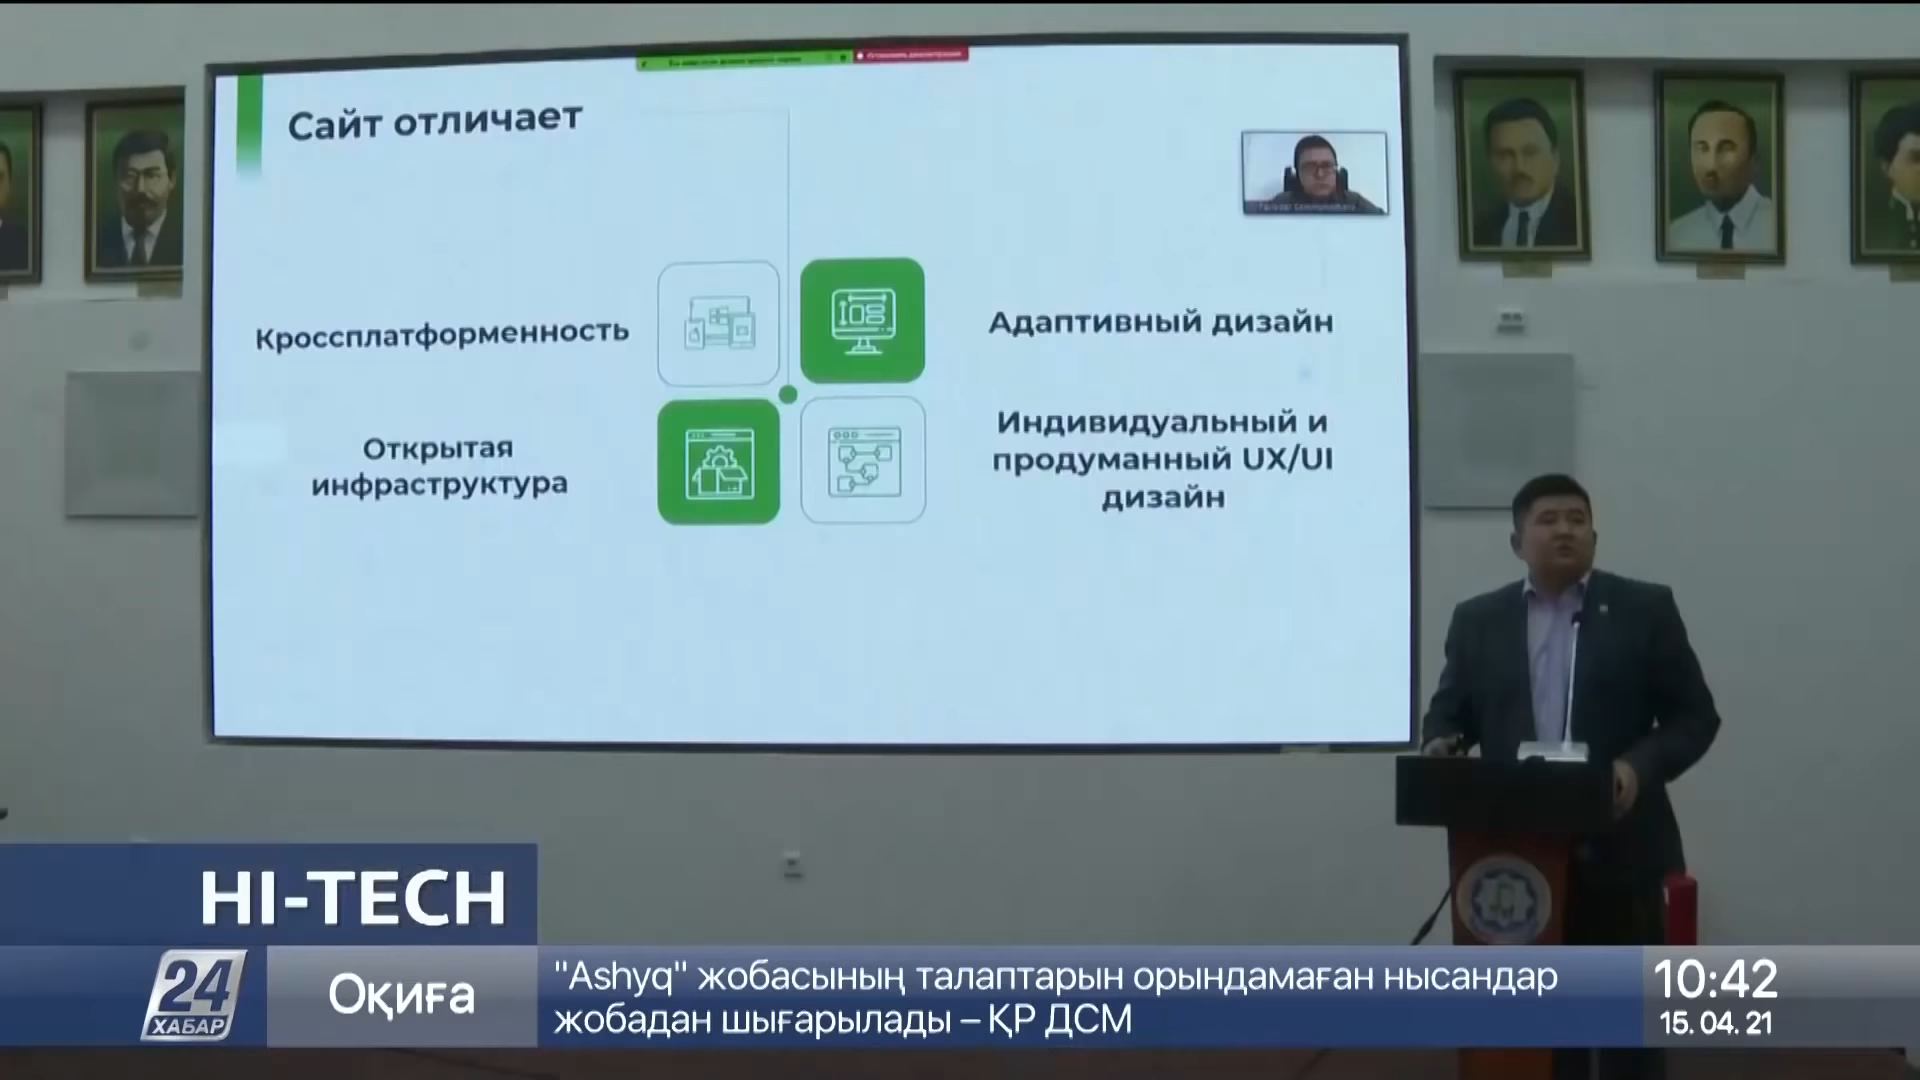 Сайт отличает
Кроссплатформенность
Адаптивный дизайн
Открытая
инфраструктура
Индивидуальный и
продуманный UX/UI
дизайн
HI-TECH
24
ХАБАР
Оқиға
"Ashyq" жобасының талаптарын орындамаған нысандар
жобадан шығарылады – ҚР ДСМ
10:42
15. 04. 21